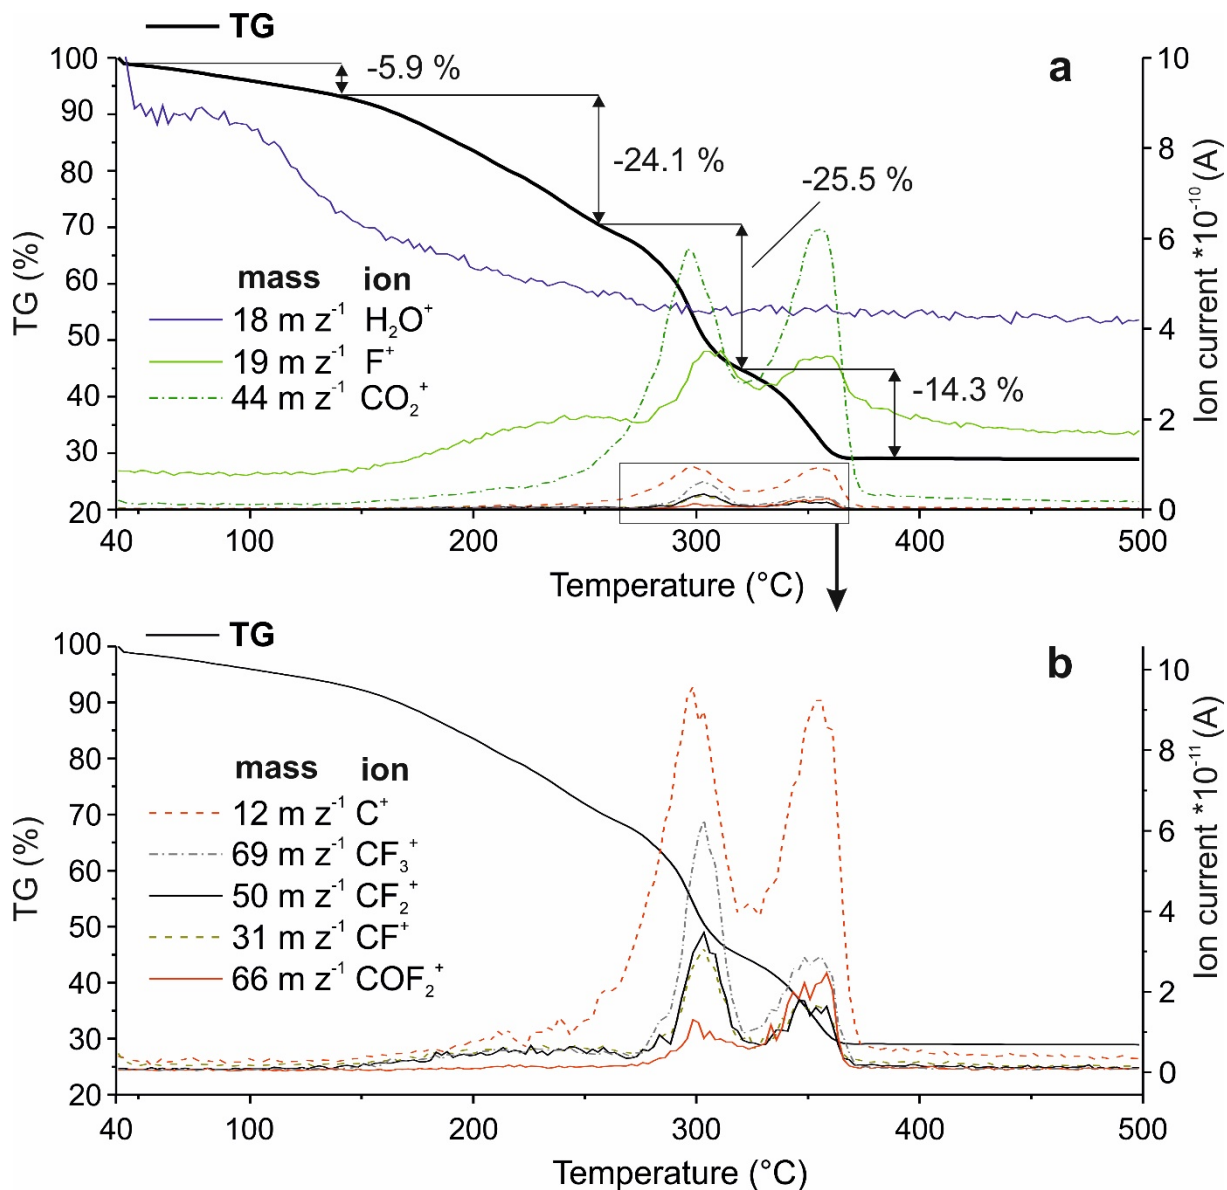 TG
a
-5.9 %
-24.1 %
-25.5 %
-14.3 %
TG (%)
100
90
80
70
60
50
40
30
20
mass ion
18 m z⁻¹ H₂O⁺
19 m z⁻¹ F⁺
44 m z⁻¹ CO₂⁺
10
8
6
4
2
0
Ion current *10⁻¹⁰ (A)
40 100 200 300 400 500
Temperature (°C)
TG
b
TG (%)
100
90
80
70
60
50
40
30
20
mass ion
12 m z⁻¹ C⁺
69 m z⁻¹ CF₃⁺
50 m z⁻¹ CF₂⁺
31 m z⁻¹ CF⁺
66 m z⁻¹ COF₂⁺
10
8
6
4
2
0
Ion current *10⁻¹¹ (A)
40 100 200 300 400 500
Temperature (°C)